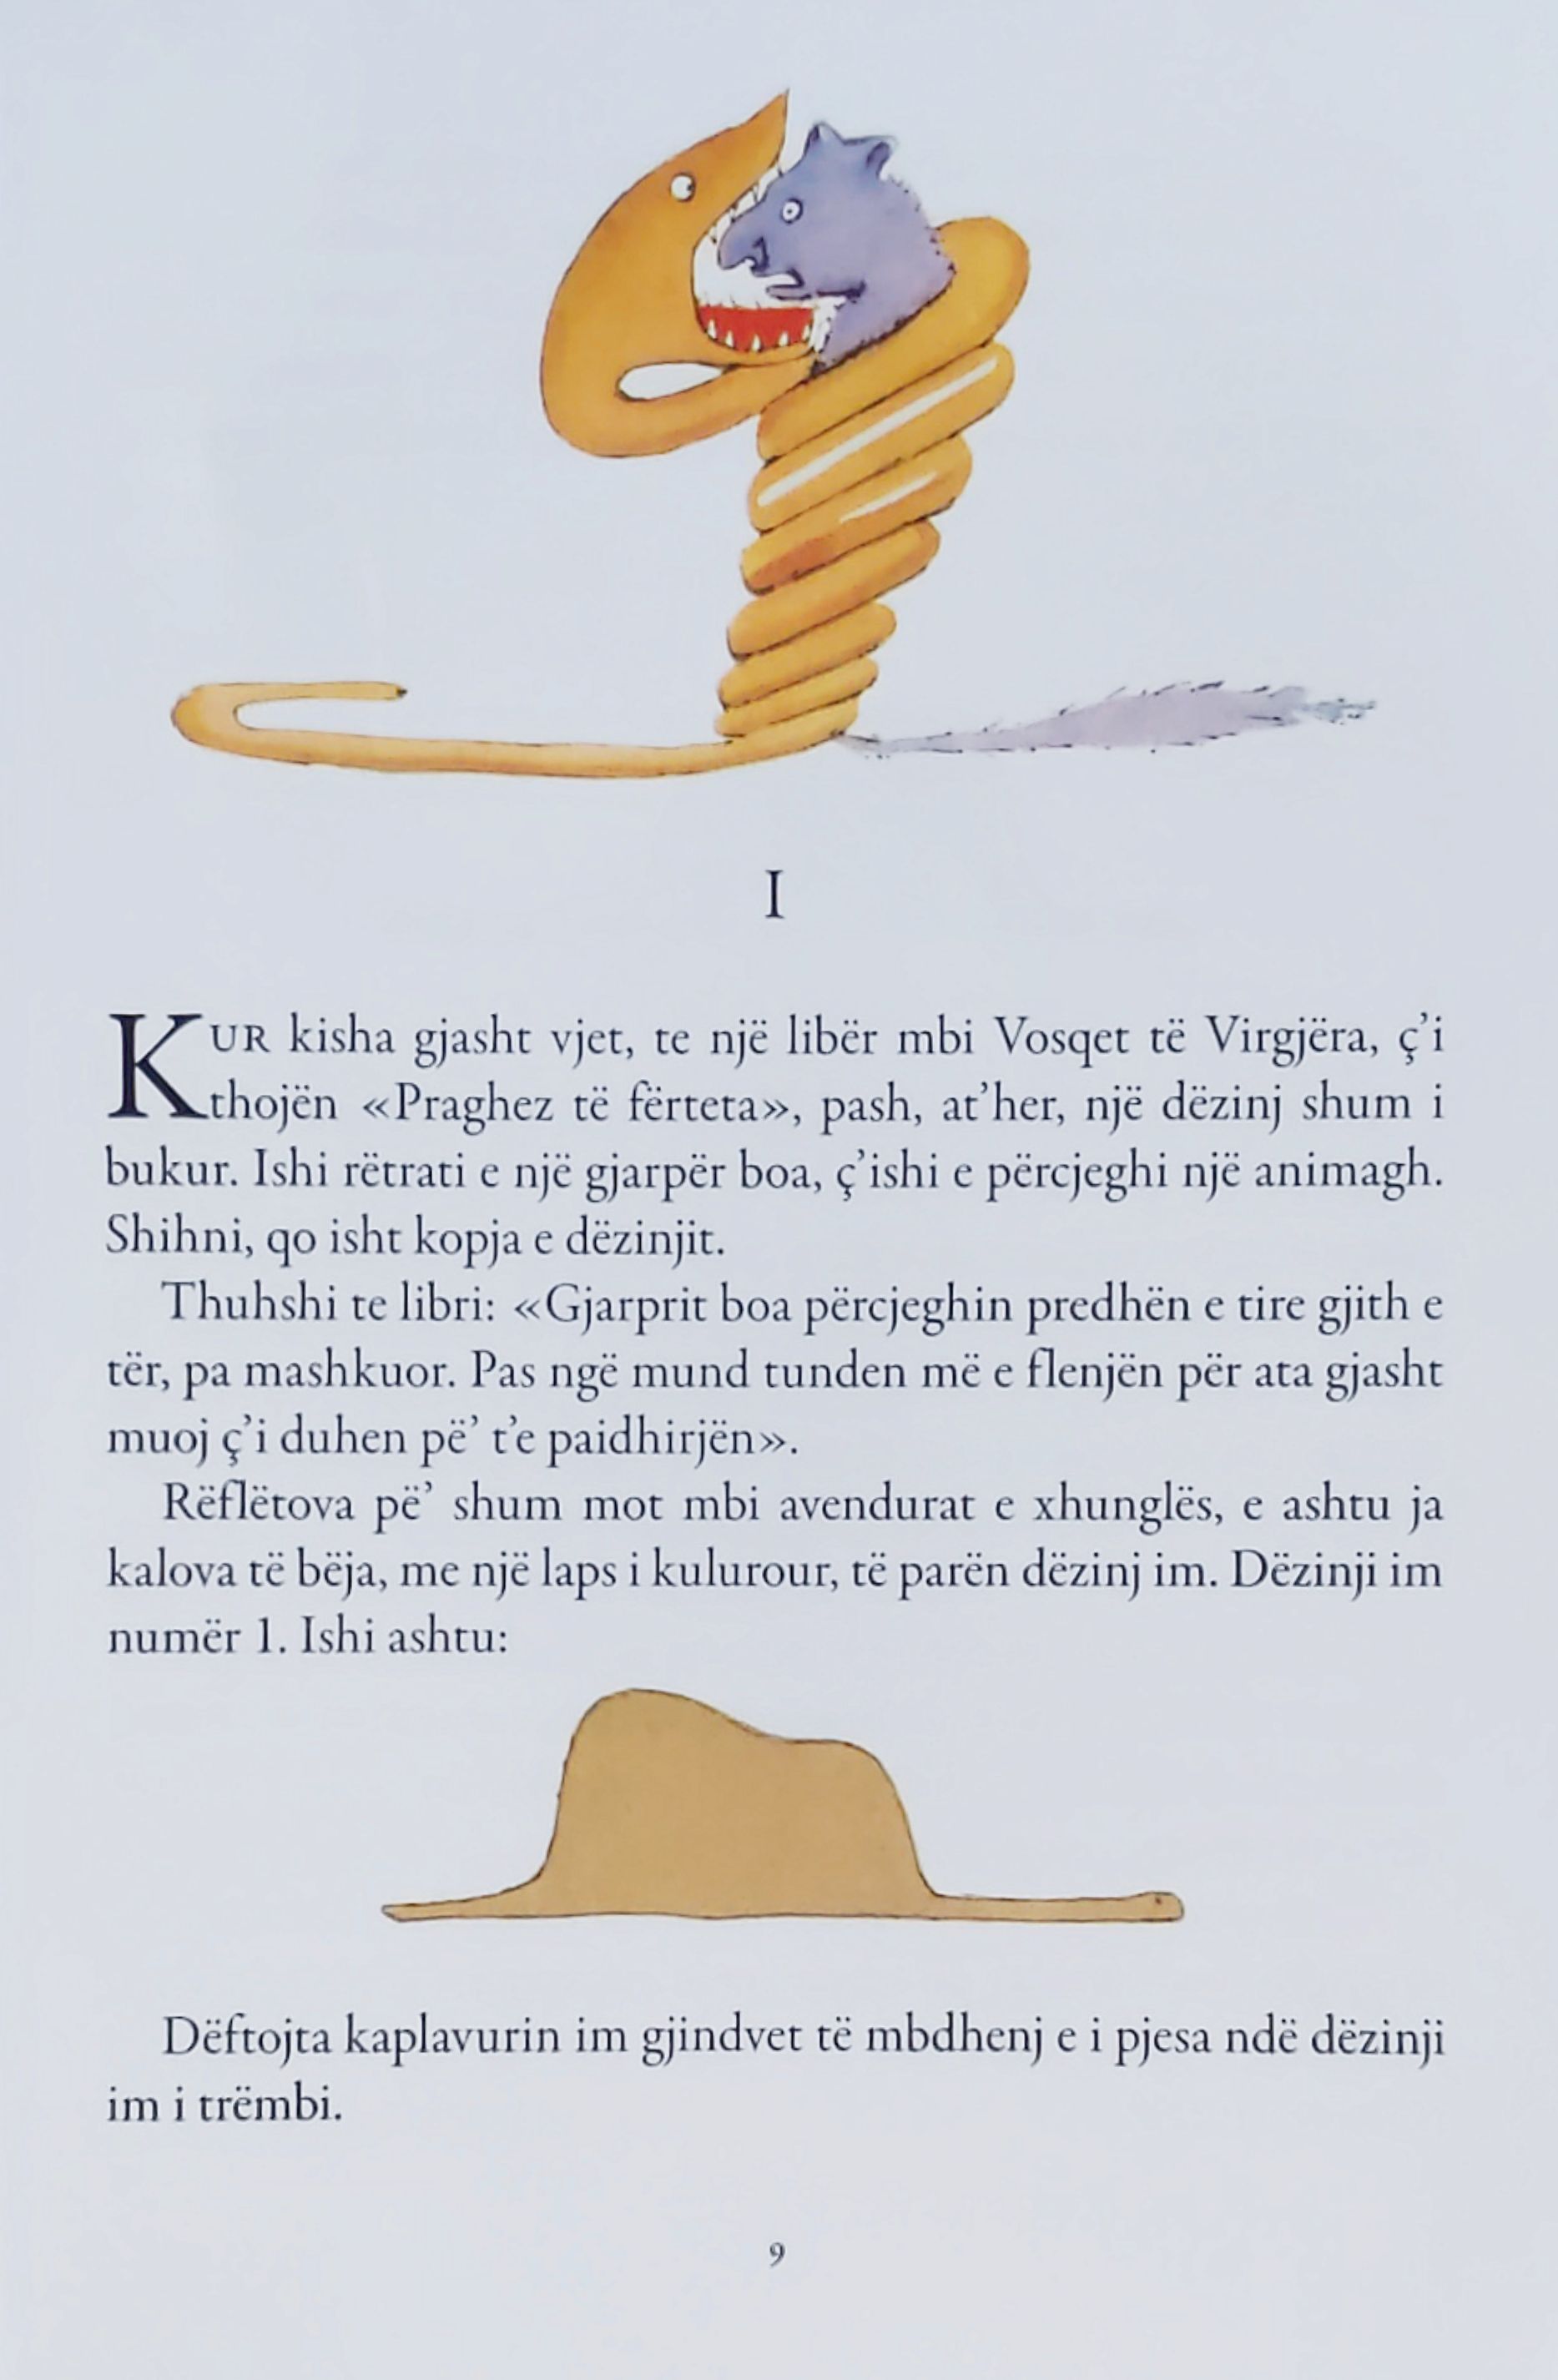 I
KUR kisha gjasht vjet, te një libër mbi Vosqet të Virgjëra, ç’i
thojën «Praghez të fërteta», pash, at’her, një dëzinj shum i
bukur. Ishi rëtrati e një gjarpër boa, ç’ishi e përcjeghi një animagh.
Shihni, qo isht kopja e dëzinjit.
Thuhshi te libri: «Gjarprit boa përcjeghin predhën e tire gjith e
tër, pa mashkuor. Pas ngë mund tunden më e flenjën për ata gjasht
muoj ç’i duhen pë’ t’e paidhirjën».
Rëflëtova pë’ shum mot mbi avendurat e xhunglës, e ashtu ja
kalova të bëja, me një laps i kulurour, të parën dëzinj im. Dëzinji im
numër 1. Ishi ashtu:
Dëftojta kaplavurin im gjindvet të mbdhenj e i pjesa ndë dëzinji
im i trëmbi.
9